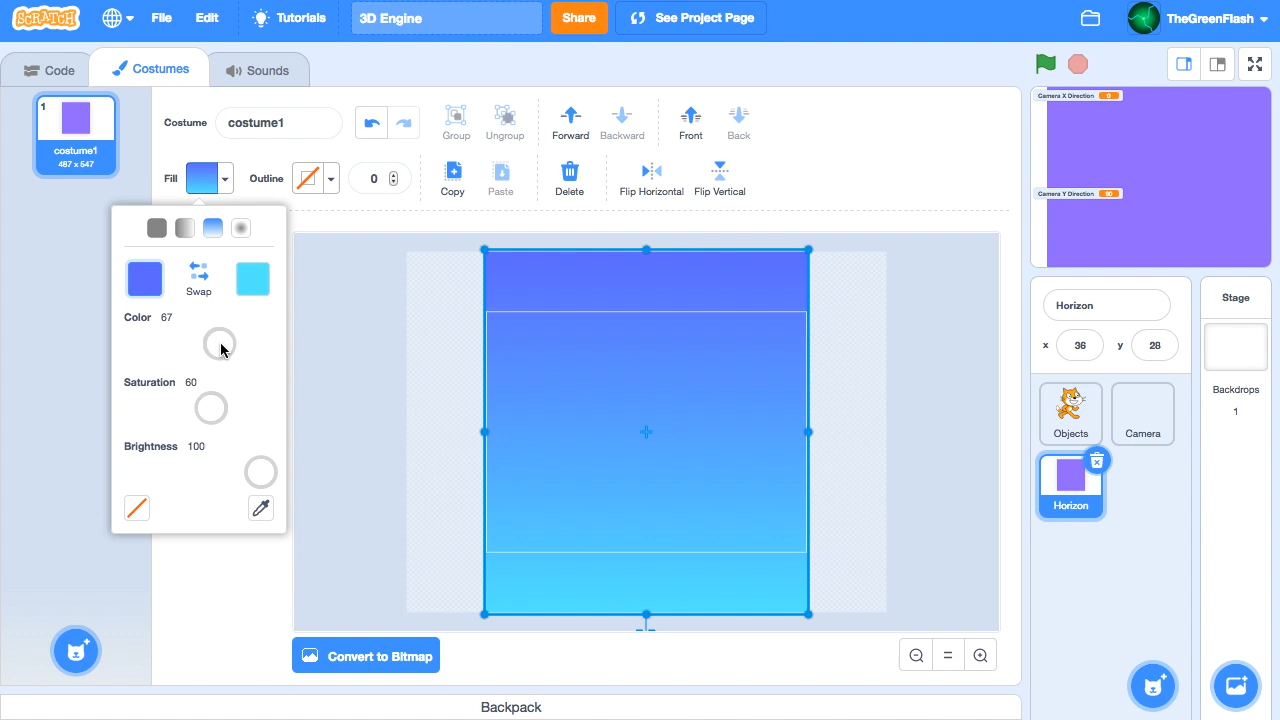 SCRATCH File Edit Tutorials 3D Engine Share See Project Page TheGreenFlash
Code Costumes Sounds
1
costume1
487 x 547
Costume costume1 Group Ungroup Forward Backward Front Back
Fill Outline 0 Copy Paste Delete Flip Horizontal Flip Vertical
Swap
Color 67
Saturation 60
Brightness 100
Convert to Bitmap
Backpack
Camera X Direction 0
Camera Y Direction 90
Horizon
x 36 y 28
Objects Camera
Horizon
Stage
Backdrops
1